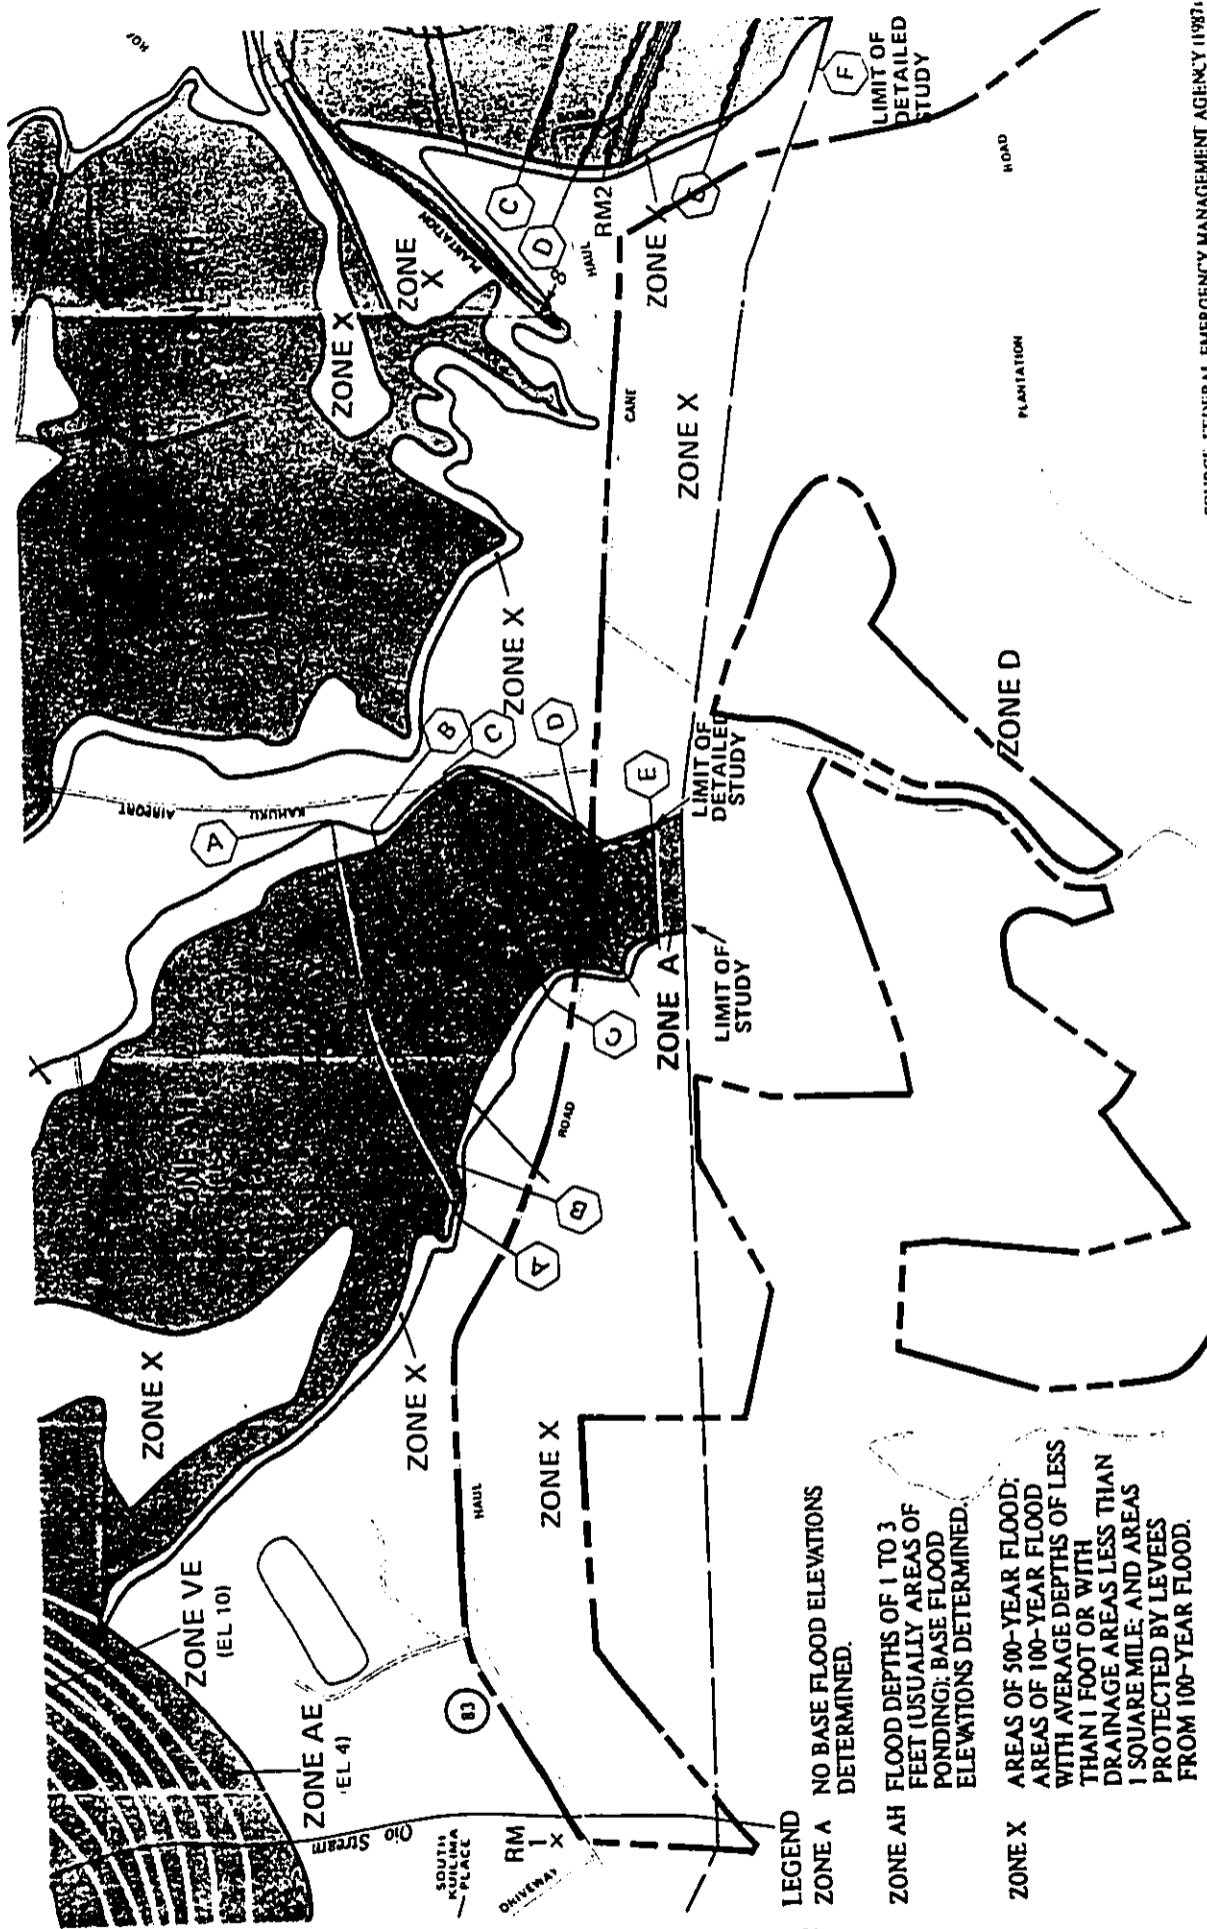 ZONE X
ZONE VE
(EL 10)
ZONE AE
(EL 4)
Oio
Stream
SOUTH
KUILIMA
PLACE
RM
1
×
DRIVEWAY
83
HAUL
ZONE X
ZONE X
ROAD
A
B
C
A
B
C
D
E
KAHUKU
AIRPORT
ZONE X
ZONE A
LIMIT OF
STUDY
LIMIT OF
DETAILED
STUDY
ZONE X
ZONE X
PLANTATION
C
D
RM2
HAUL
CANE
ZONE X
ZONE X
F
LIMIT OF
DETAILED
STUDY
ROAD
PLANTATION
ZONE D
LEGEND
ZONE A NO BASE FLOOD ELEVATIONS
DETERMINED.
ZONE AH FLOOD DEPTHS OF 1 TO 3
FEET (USUALLY AREAS OF
PONDING); BASE FLOOD
ELEVATIONS DETERMINED.
ZONE X AREAS OF 500-YEAR FLOOD;
AREAS OF 100-YEAR FLOOD
WITH AVERAGE DEPTHS OF LESS
THAN 1 FOOT OR WITH
DRAINAGE AREAS LESS THAN
1 SQUARE MILE; AND AREAS
PROTECTED BY LEVEES
FROM 100-YEAR FLOOD.
SOURCE: FEDERAL EMERGENCY MANAGEMENT AGENCY (1987)